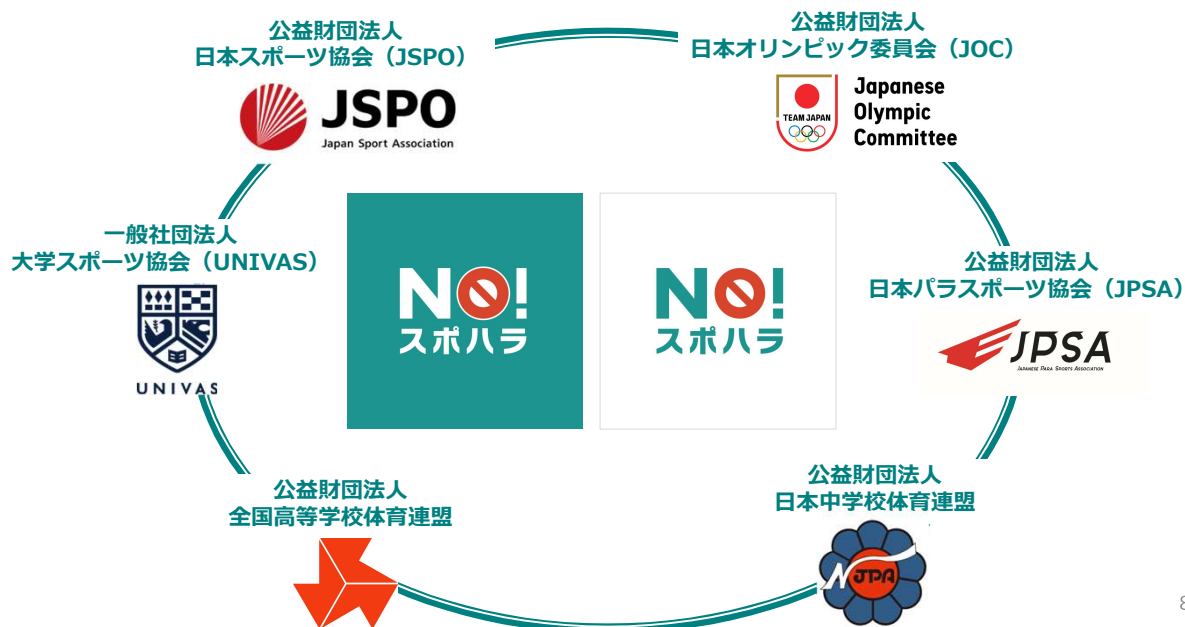 公益財団法人
日本スポーツ協会（JSPO）
JSPO
Japan Sport Association
公益財団法人
日本オリンピック委員会（JOC）
TEAM JAPAN
Japanese
Olympic
Committee
一般社団法人
大学スポーツ協会（UNIVAS）
UNIVAS
NO!
スポハラ
NO!
スポハラ
公益財団法人
日本パラスポーツ協会（JPSA）
JPSA
JAPANESE PARA SPORTS ASSOCIATION
公益財団法人
全国高等学校体育連盟
公益財団法人
日本中学校体育連盟
N JPA